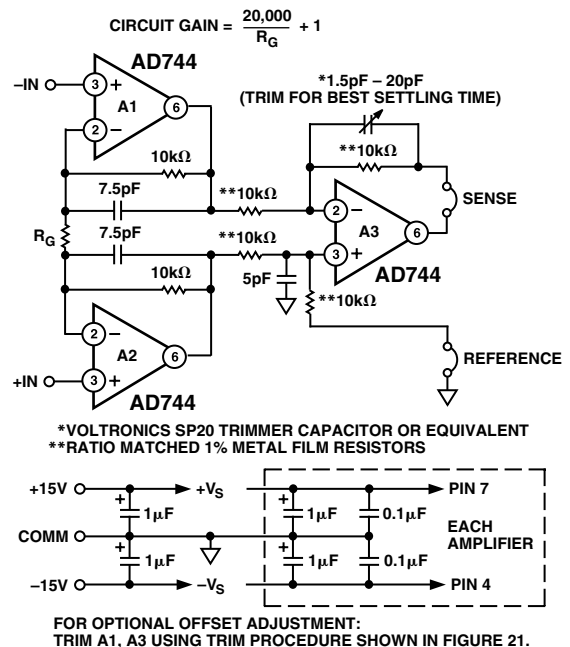 CIRCUIT GAIN = 20,000 / RG + 1
AD744
*1.5pF – 20pF
(TRIM FOR BEST SETTLING TIME)
–IN
3
+
A1
6
2
–
10kΩ
**10kΩ
7.5pF
**10kΩ
SENSE
2
–
A3
6
RG
7.5pF
**10kΩ
3
+
AD744
10kΩ
5pF
**10kΩ
2
–
A2
6
REFERENCE
+IN
3
+
AD744
*VOLTRONICS SP20 TRIMMER CAPACITOR OR EQUIVALENT
**RATIO MATCHED 1% METAL FILM RESISTORS
+15V
+VS
PIN 7
+
1µF
+
1µF
0.1µF
EACH
AMPLIFIER
COMM
+
1µF
+
1µF
0.1µF
–15V
–VS
PIN 4
FOR OPTIONAL OFFSET ADJUSTMENT:
TRIM A1, A3 USING TRIM PROCEDURE SHOWN IN FIGURE 21.